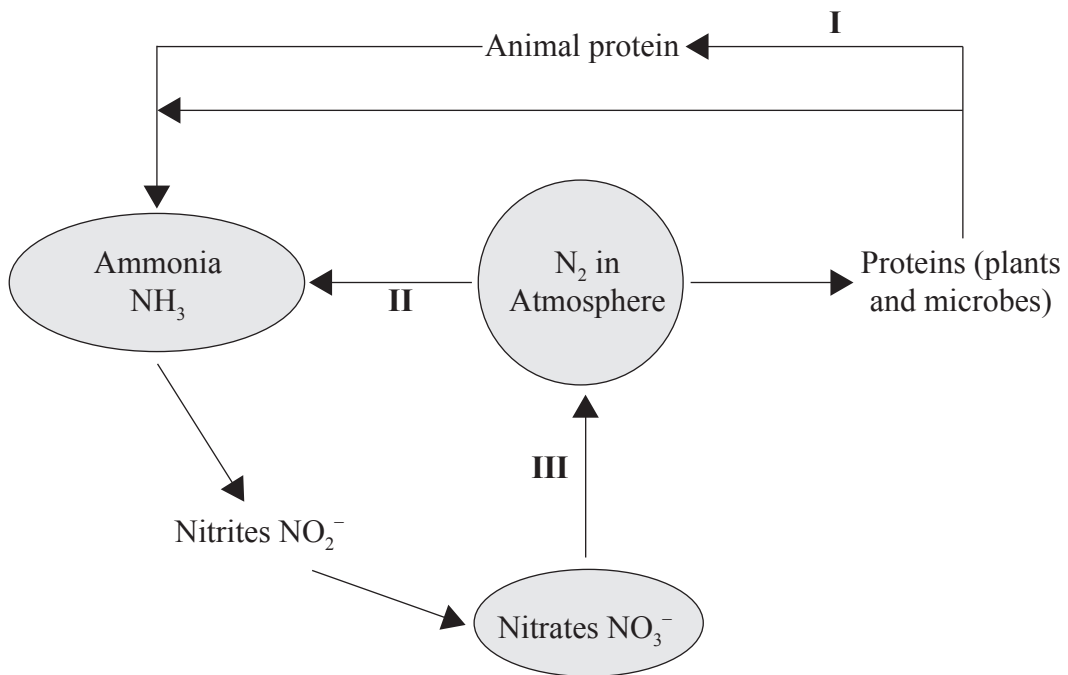 I
Animal protein
Ammonia
NH₃
N₂ in
Atmosphere
Proteins (plants
and microbes)
II
III
Nitrites NO₂⁻
Nitrates NO₃⁻